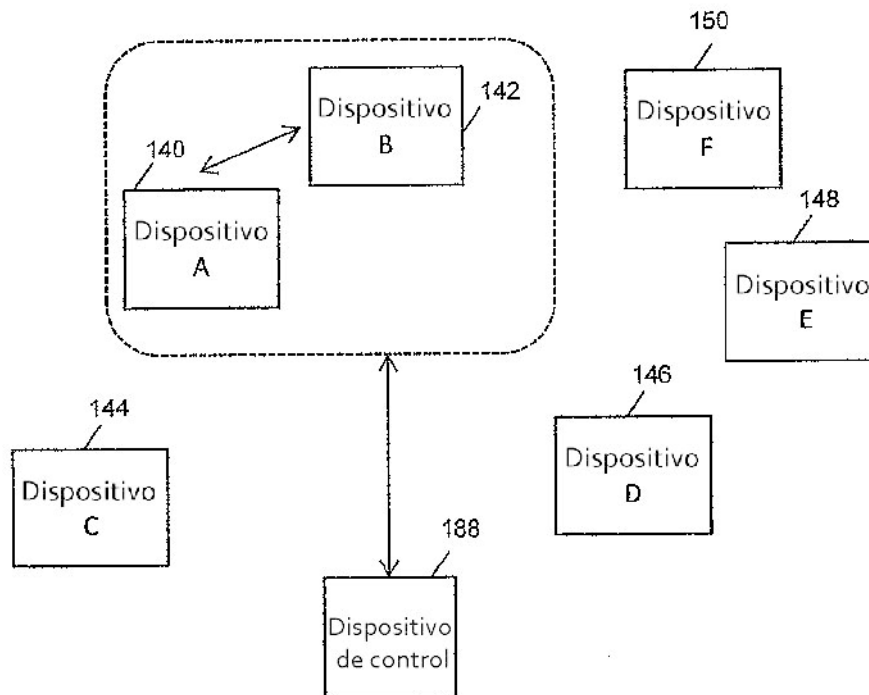 150
Dispositivo
B
142
Dispositivo
F
140
148
Dispositivo
A
Dispositivo
E
144
146
Dispositivo
C
Dispositivo
D
188
Dispositivo
de control